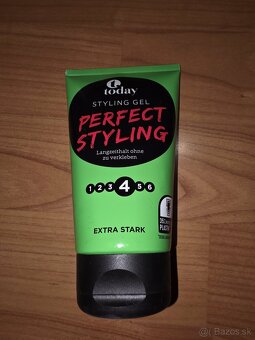 today
STYLING GEL
PERFECT
STYLING
Langzeithalt ohne
zu verkleben
1 2 3 4 5 6
EXTRA STARK
Bazos.sk